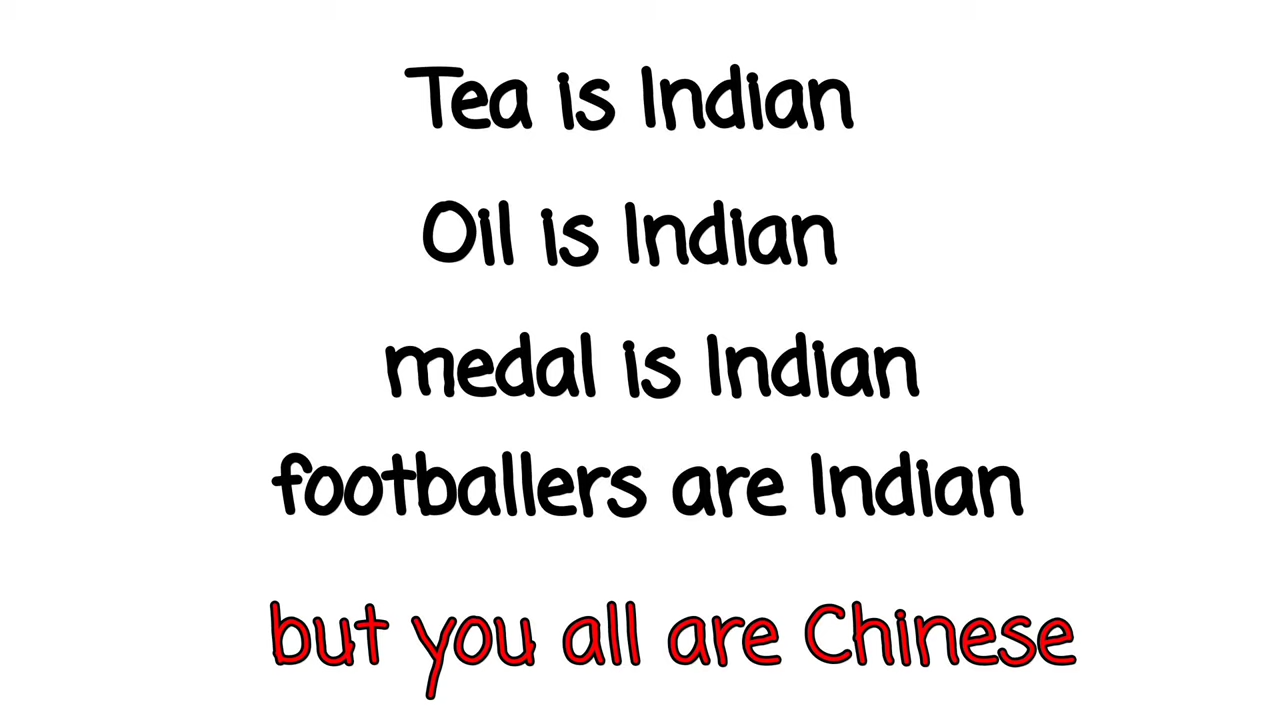 Tea is Indian
Oil is Indian
medal is Indian
footballers are Indian
but you all are Chinese